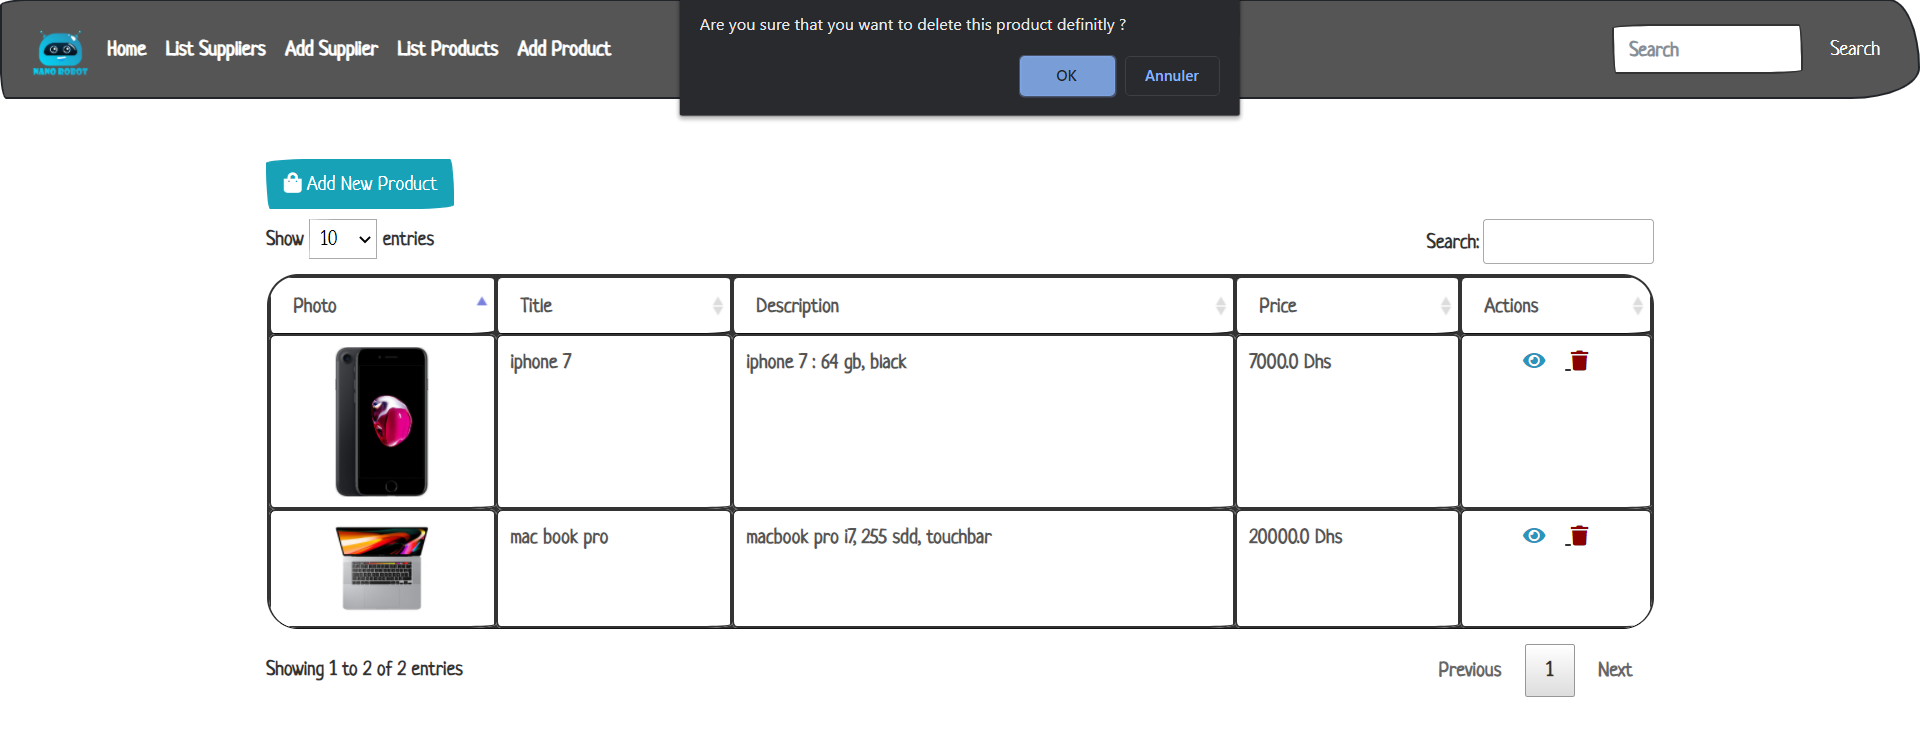 Are you sure that you want to delete this product definitly ?
OK Annuler
NANO ROBOT
Home List Suppliers Add Supplier List Products Add Product Search Search
Add New Product
Show 10 entries Search:
Photo Title Description Price Actions
iphone 7 iphone 7 : 64 gb, black 7000.0 Dhs
mac book pro macbook pro i7, 255 sdd, touchbar 20000.0 Dhs
Showing 1 to 2 of 2 entries Previous 1 Next